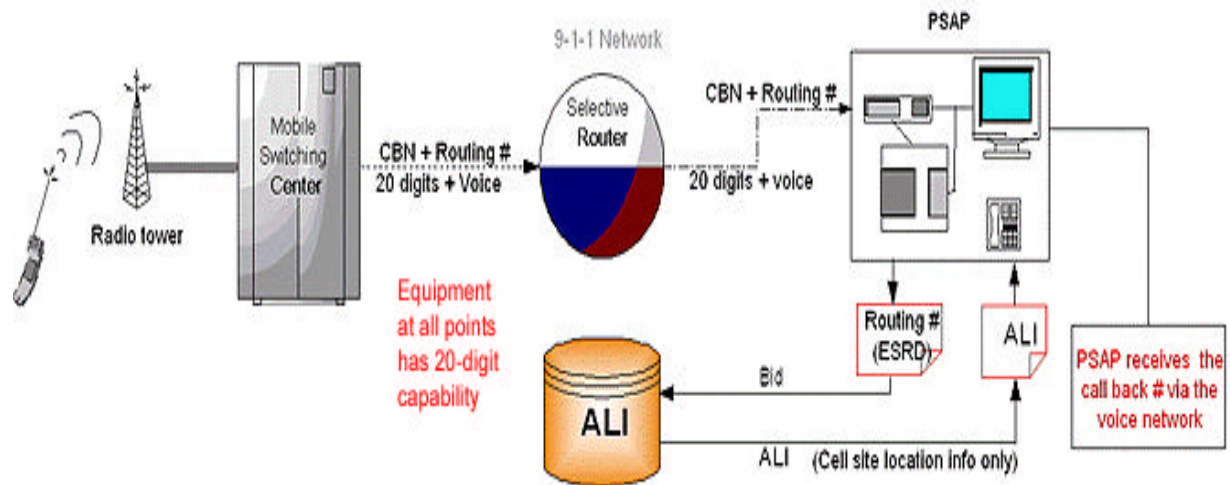 PSAP
9-1-1 Network
Mobile
Switching
Center
Selective
Router
CBN + Routing #
CBN + Routing #
20 digits + Voice
20 digits + voice
Radio tower
Equipment
at all points
has 20-digit
capability
Routing #
(ESRD)
ALI
PSAP receives the
call back # via the
voice network
Bid
ALI
ALI (Cell site location info only)